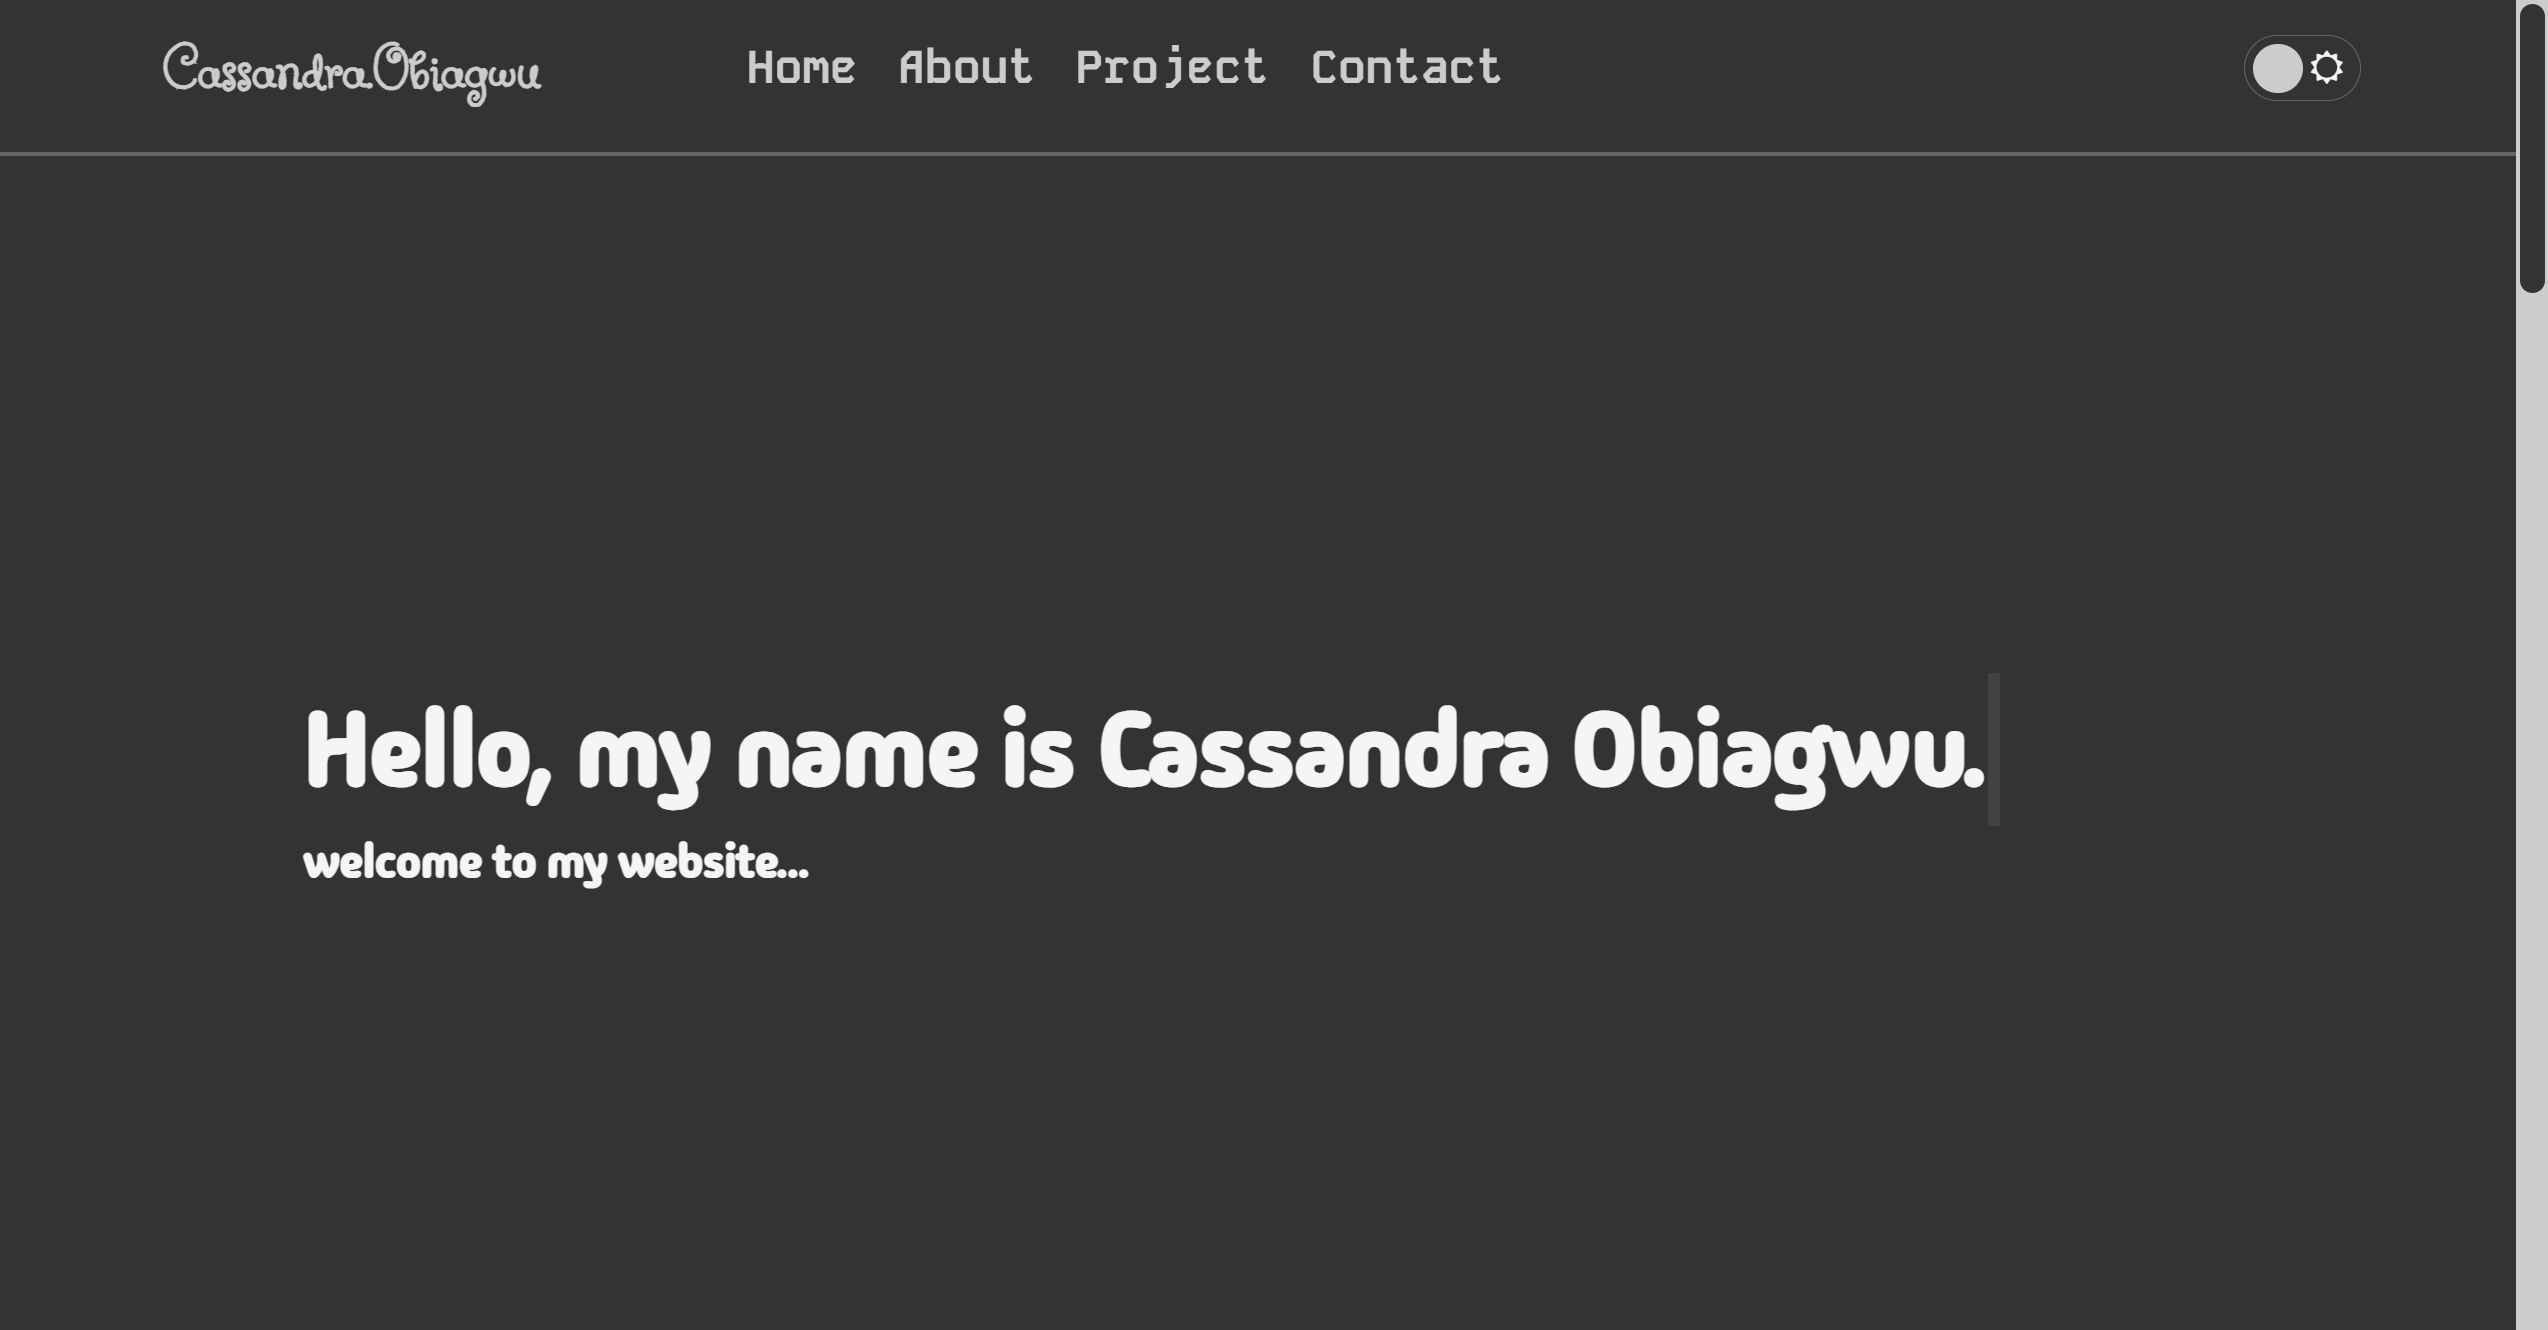 Cassandra.Obiagwu Home About Project Contact
Hello, my name is Cassandra Obiagwu.
welcome to my website...